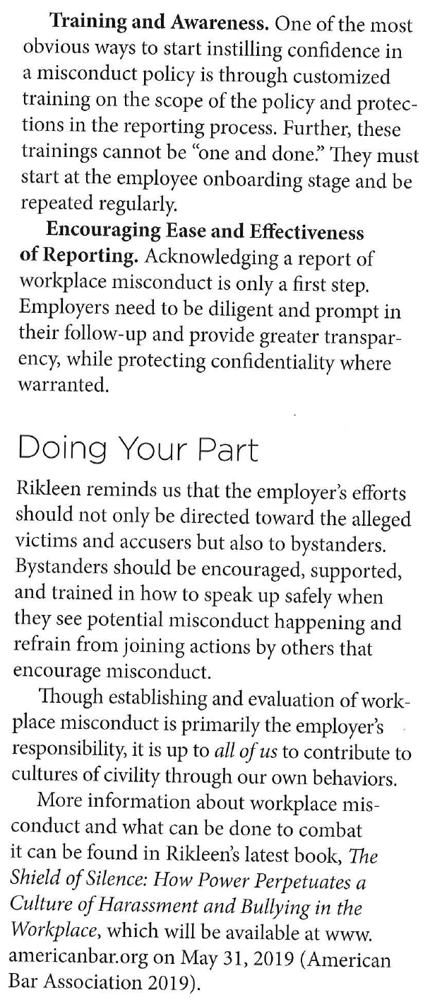 Training and Awareness. One of the most
obvious ways to start instilling confidence in
a misconduct policy is through customized
training on the scope of the policy and protec-
tions in the reporting process. Further, these
trainings cannot be “one and done.” They must
start at the employee onboarding stage and be
repeated regularly.
Encouraging Ease and Effectiveness
of Reporting. Acknowledging a report of
workplace misconduct is only a first step.
Employers need to be diligent and prompt in
their follow-up and provide greater transpar-
ency, while protecting confidentiality where
warranted.
Doing Your Part
Rikleen reminds us that the employer’s efforts
should not only be directed toward the alleged
victims and accusers but also to bystanders.
Bystanders should be encouraged, supported,
and trained in how to speak up safely when
they see potential misconduct happening and
refrain from joining actions by others that
encourage misconduct.
Though establishing and evaluation of work-
place misconduct is primarily the employer’s
responsibility, it is up to all of us to contribute to
cultures of civility through our own behaviors.
More information about workplace mis-
conduct and what can be done to combat
it can be found in Rikleen’s latest book, The
Shield of Silence: How Power Perpetuates a
Culture of Harassment and Bullying in the
Workplace, which will be available at www.
americanbar.org on May 31, 2019 (American
Bar Association 2019).